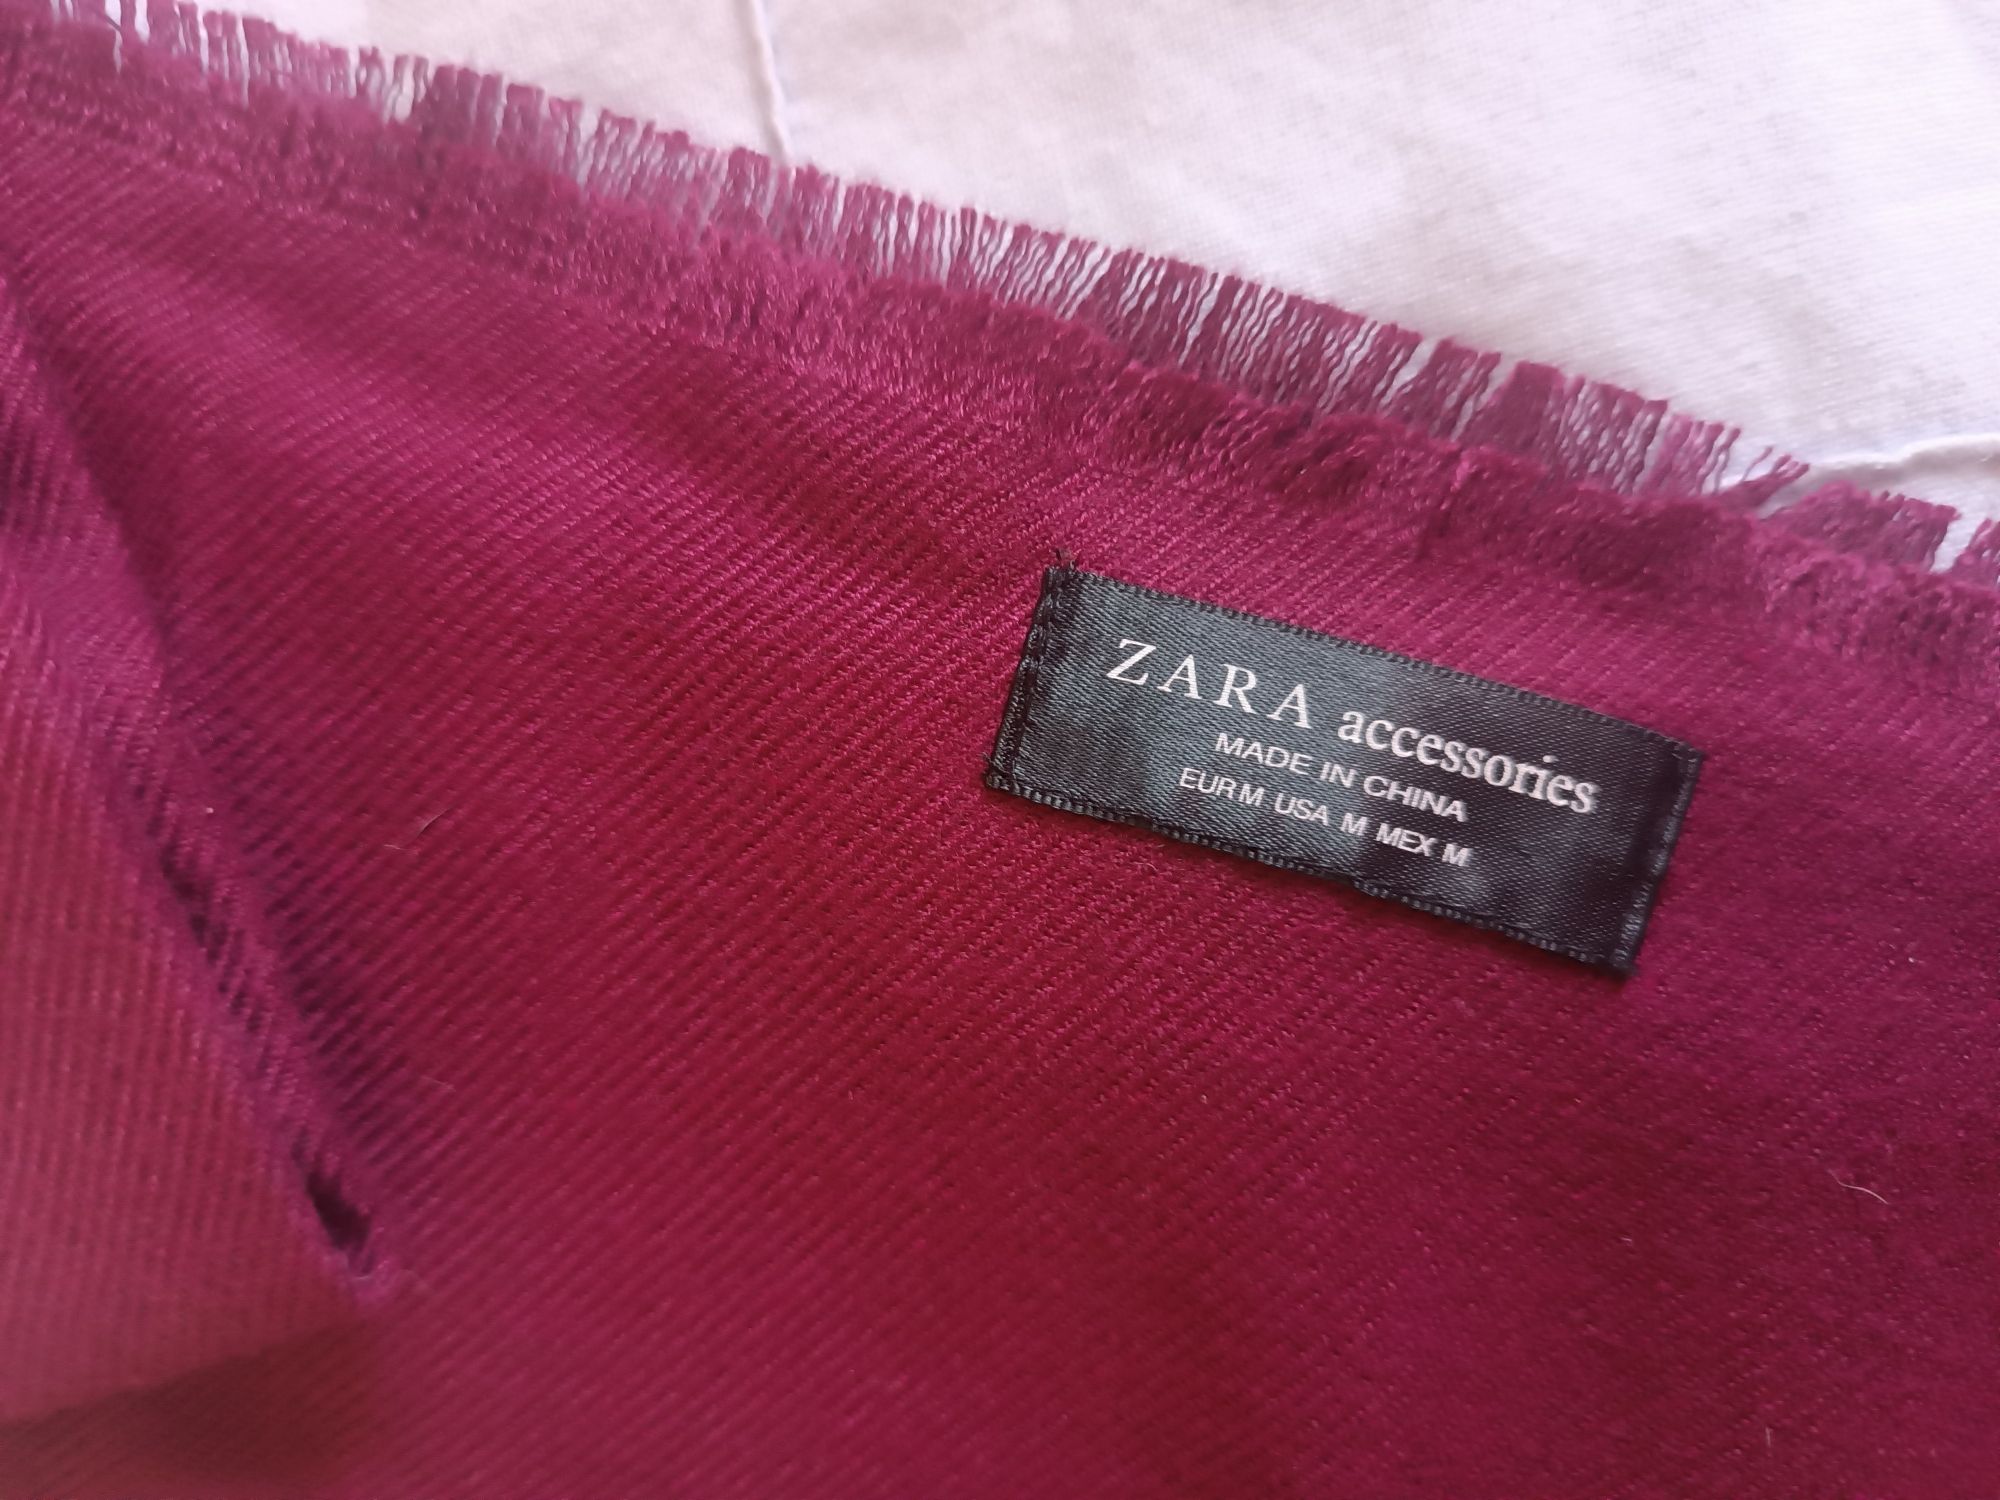 ZARA accessories
MADE IN CHINA
EUR M USA M MEX M